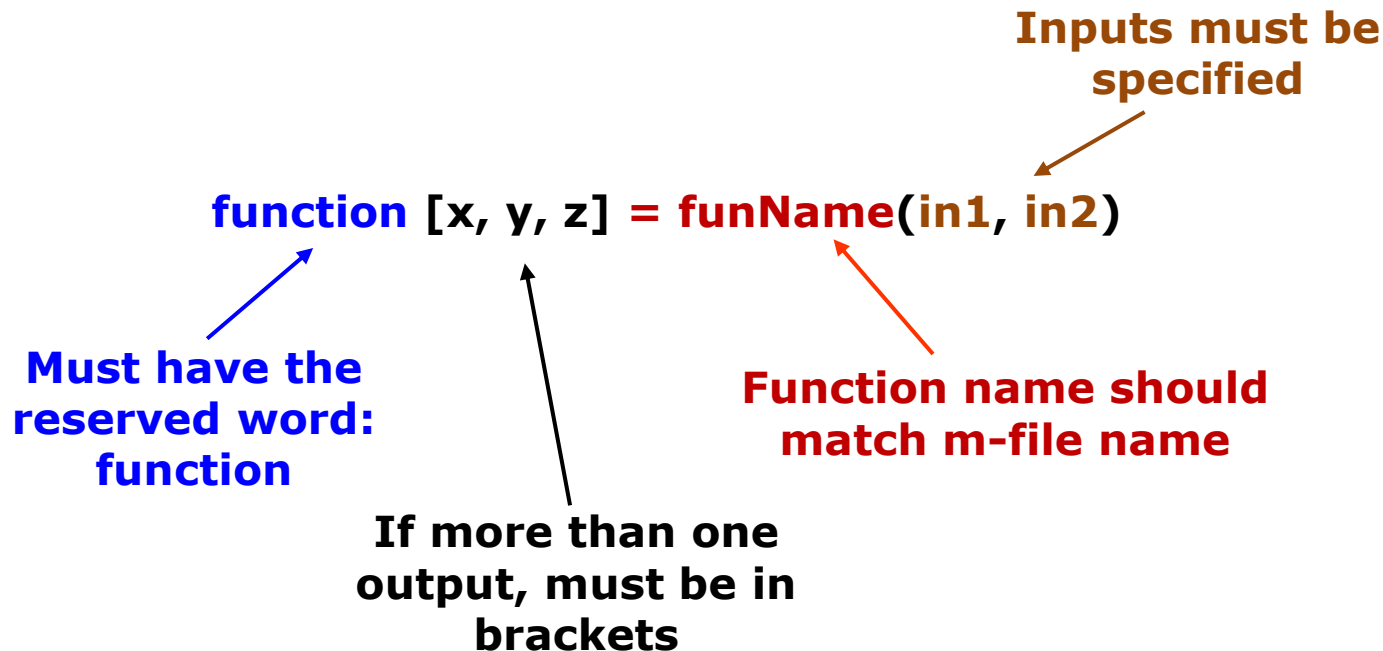 Inputs must be
specified
function [x, y, z] = funName(in1, in2)
Must have the
reserved word:
function
Function name should
match m-file name
If more than one
output, must be in
brackets